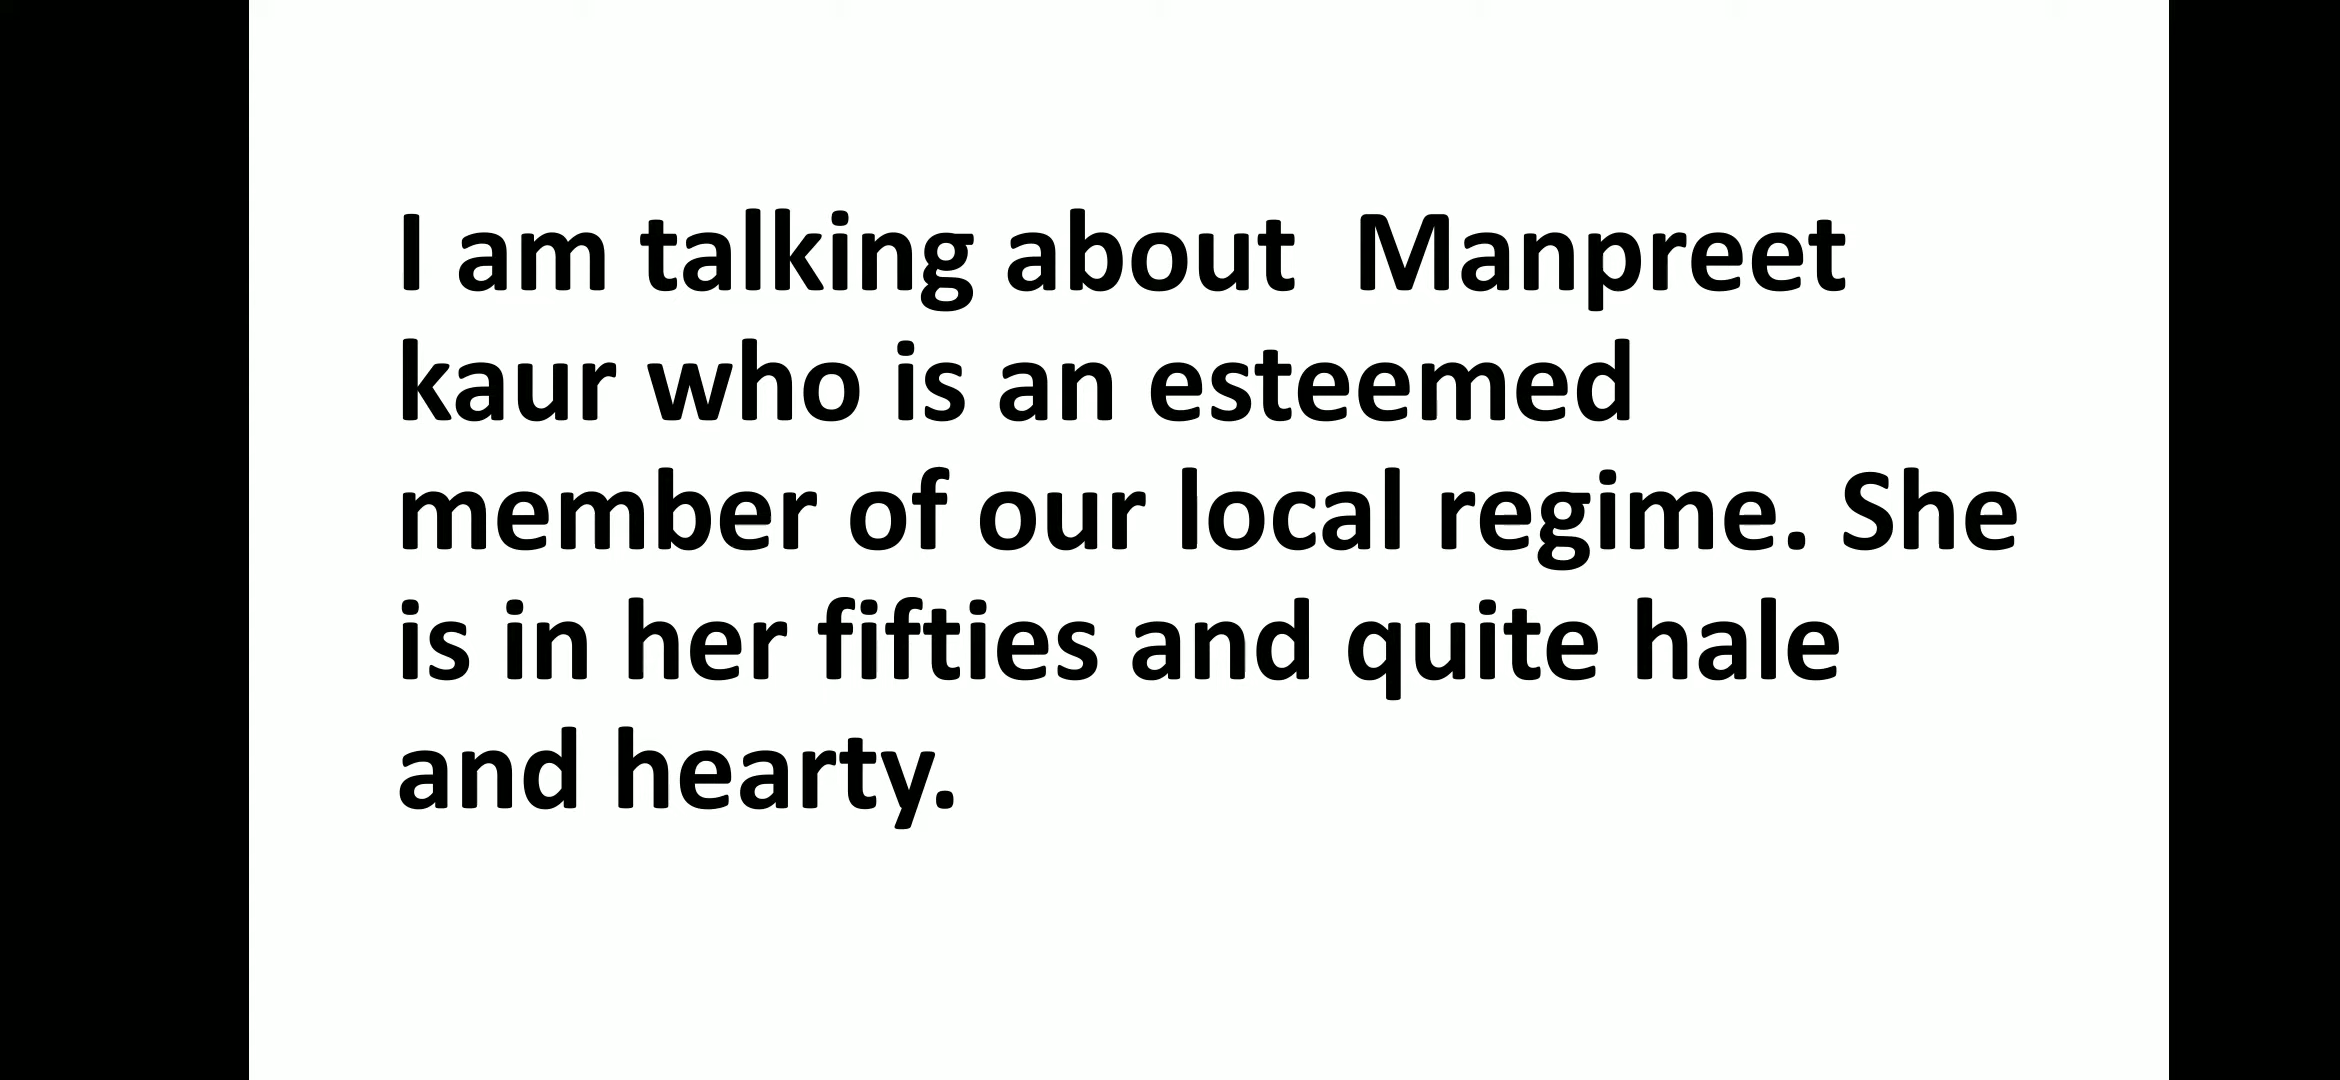 I am talking about  Manpreet
kaur who is an esteemed
member of our local regime. She
is in her fifties and quite hale
and hearty.